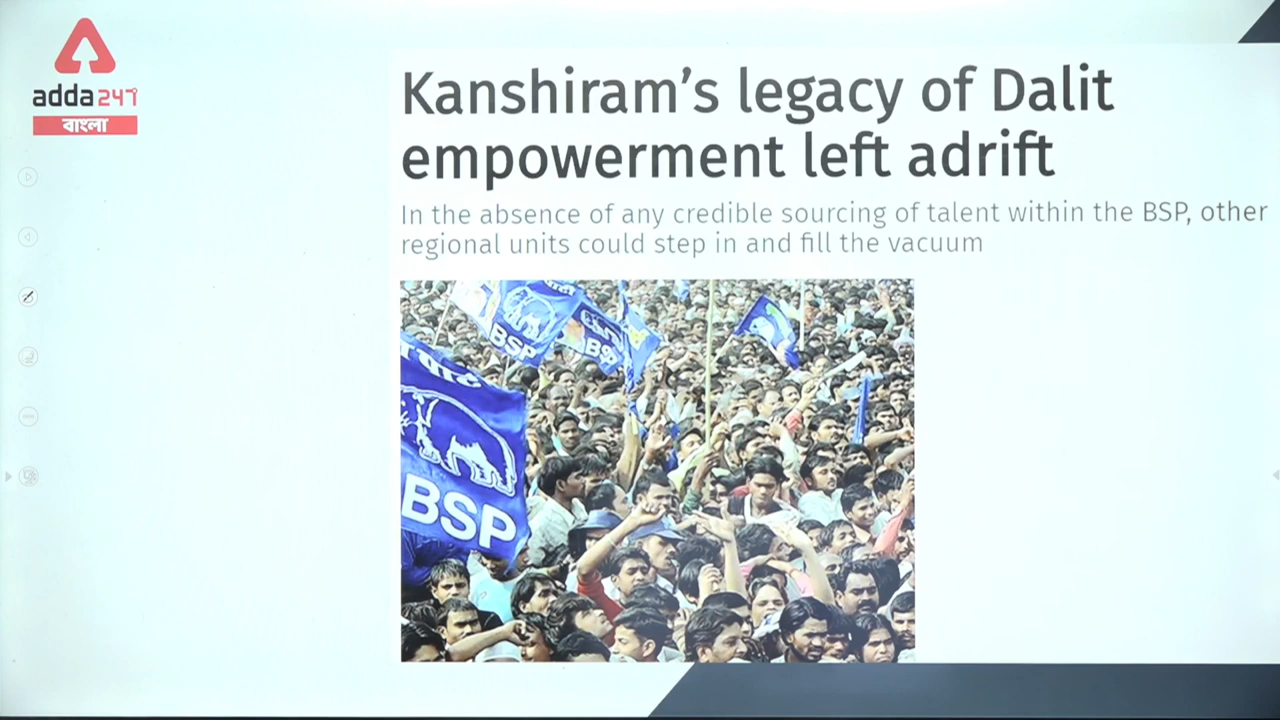 adda247
বাংলা
Kanshiram's legacy of Dalit
empowerment left adrift
In the absence of any credible sourcing of talent within the BSP, other
regional units could step in and fill the vacuum
BSP
BSP
BSP